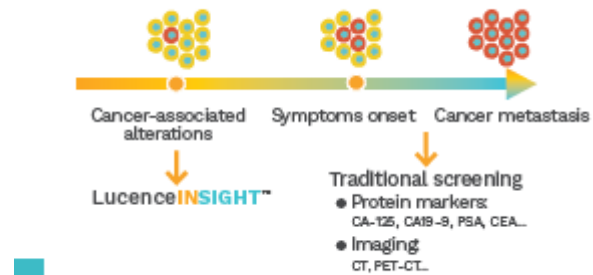 Cancer-associated
alterations
Symptoms onset
Cancer metastasis
LucenceINSIGHT™
Traditional screening
● Protein markers:
CA-125, CA19-9, PSA, CEA...
● Imaging:
CT, PET-CT...